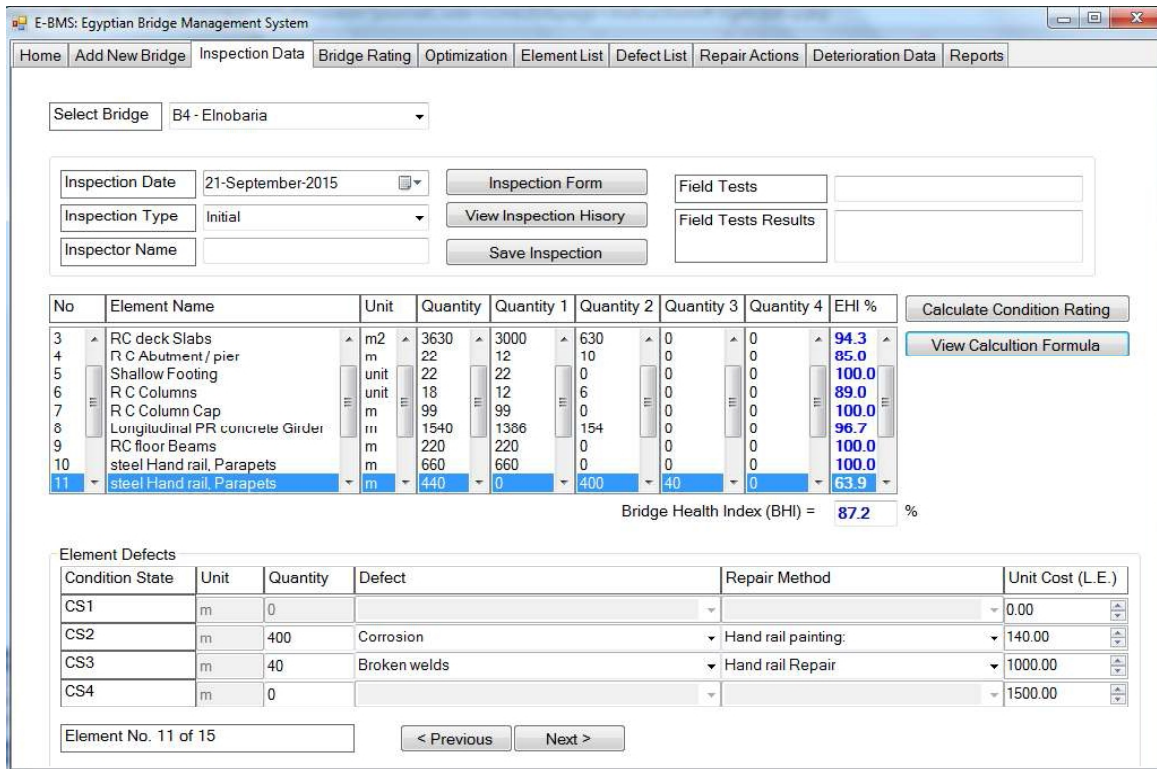 E-BMS: Egyptian Bridge Management System
Home Add New Bridge Inspection Data Bridge Rating Optimization Element List Defect List Repair Actions Deterioration Data Reports
Select Bridge B4 - Elnobaria
Inspection Date 21-September-2015 Inspection Form Field Tests
Inspection Type Initial View Inspection Hisory Field Tests Results
Inspector Name Save Inspection
No Element Name Unit Quantity Quantity 1 Quantity 2 Quantity 3 Quantity 4 EHI % Calculate Condition Rating
3 RC deck Slabs m2 3630 3000 630 0 0 94.3 View Calcultion Formula
4 R C Abutment / pier m 22 12 10 0 0 85.0
5 Shallow Footing unit 22 22 0 0 0 100.0
6 R C Columns unit 18 12 6 0 0 89.0
7 R C Column Cap m 99 99 0 0 0 100.0
8 Longitudinal PR concrete Girder m 1540 1386 154 0 0 96.7
9 RC floor Beams m 220 220 0 0 0 100.0
10 steel Hand rail, Parapets m 660 660 0 0 0 100.0
11 steel Hand rail, Parapets m 440 0 400 40 0 63.9
Bridge Health Index (BHI) = 87.2 %
Element Defects
Condition State Unit Quantity Defect Repair Method Unit Cost (L.E.)
CS1 m 0 0.00
CS2 m 400 Corrosion Hand rail painting: 140.00
CS3 m 40 Broken welds Hand rail Repair 1000.00
CS4 m 0 1500.00
Element No. 11 of 15 < Previous Next >